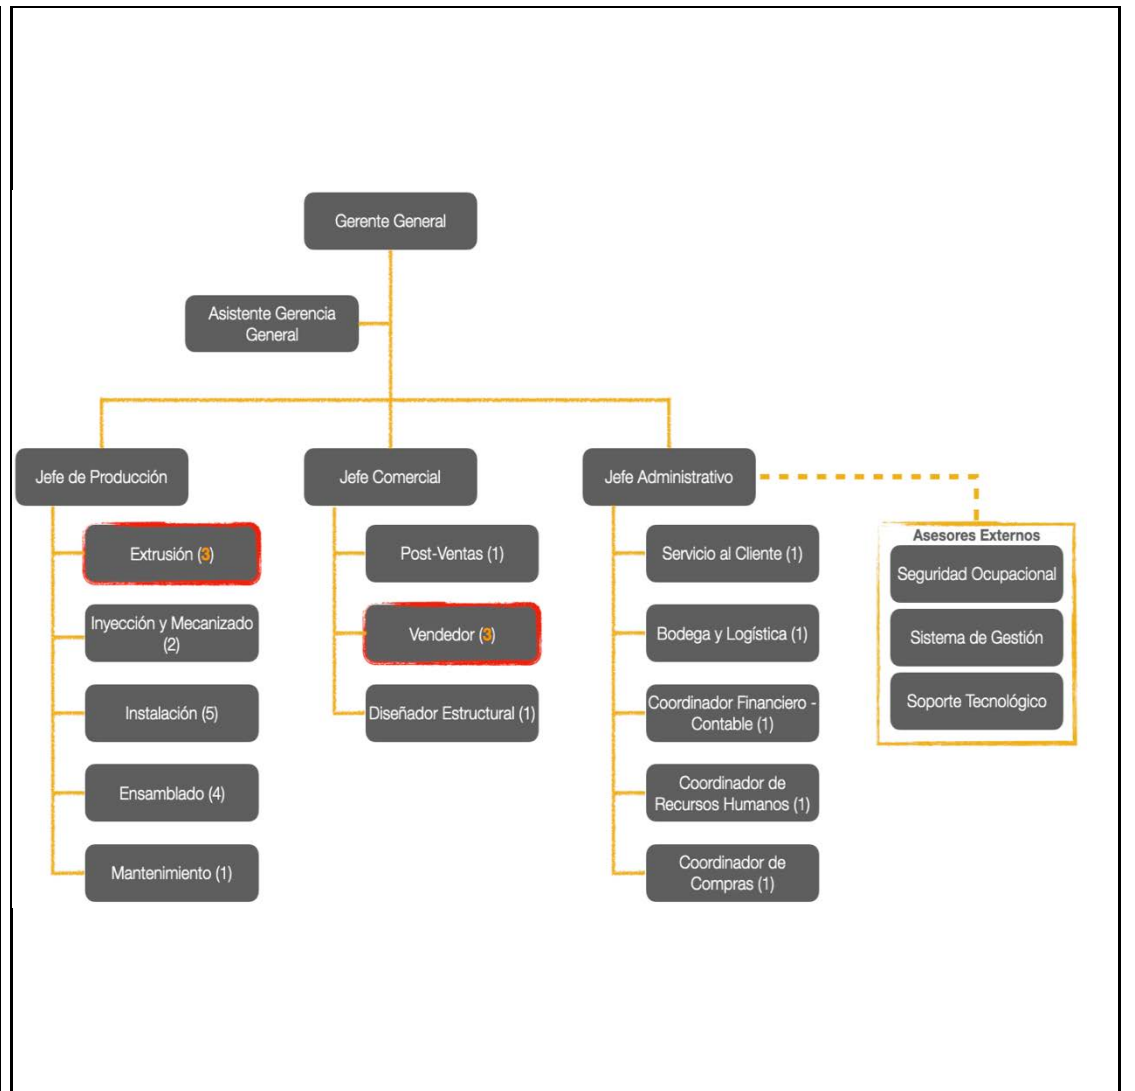 Gerente General
Asistente Gerencia
General
Jefe de Producción
Jefe Comercial
Jefe Administrativo
Extrusión (3)
Inyección y Mecanizado
(2)
Instalación (5)
Ensamblado (4)
Mantenimiento (1)
Post-Ventas (1)
Vendedor (3)
Diseñador Estructural (1)
Servicio al Cliente (1)
Bodega y Logística (1)
Coordinador Financiero -
Contable (1)
Coordinador de
Recursos Humanos (1)
Coordinador de
Compras (1)
Asesores Externos
Seguridad Ocupacional
Sistema de Gestión
Soporte Tecnológico